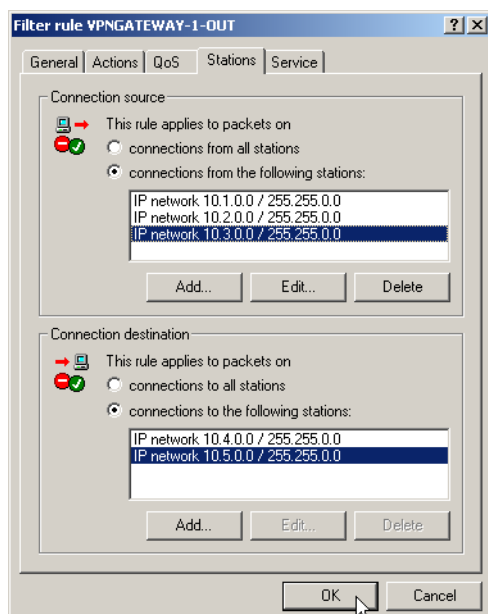 Filter rule VPNGATEWAY-1-OUT
General Actions QoS Stations Service
Connection source
This rule applies to packets on
connections from all stations
connections from the following stations:
IP network 10.1.0.0 / 255.255.0.0
IP network 10.2.0.0 / 255.255.0.0
IP network 10.3.0.0 / 255.255.0.0
Add... Edit... Delete
Connection destination
This rule applies to packets on
connections to all stations
connections to the following stations:
IP network 10.4.0.0 / 255.255.0.0
IP network 10.5.0.0 / 255.255.0.0
Add... Edit... Delete
OK Cancel